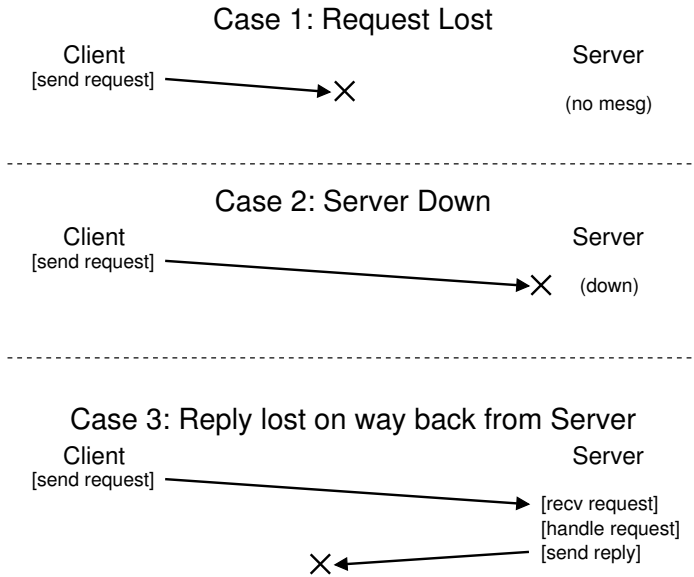 Case 1: Request Lost
Client Server
[send request]
(no mesg)
Case 2: Server Down
Client Server
[send request]
(down)
Case 3: Reply lost on way back from Server
Client Server
[send request]
[recv request]
[handle request]
[send reply]